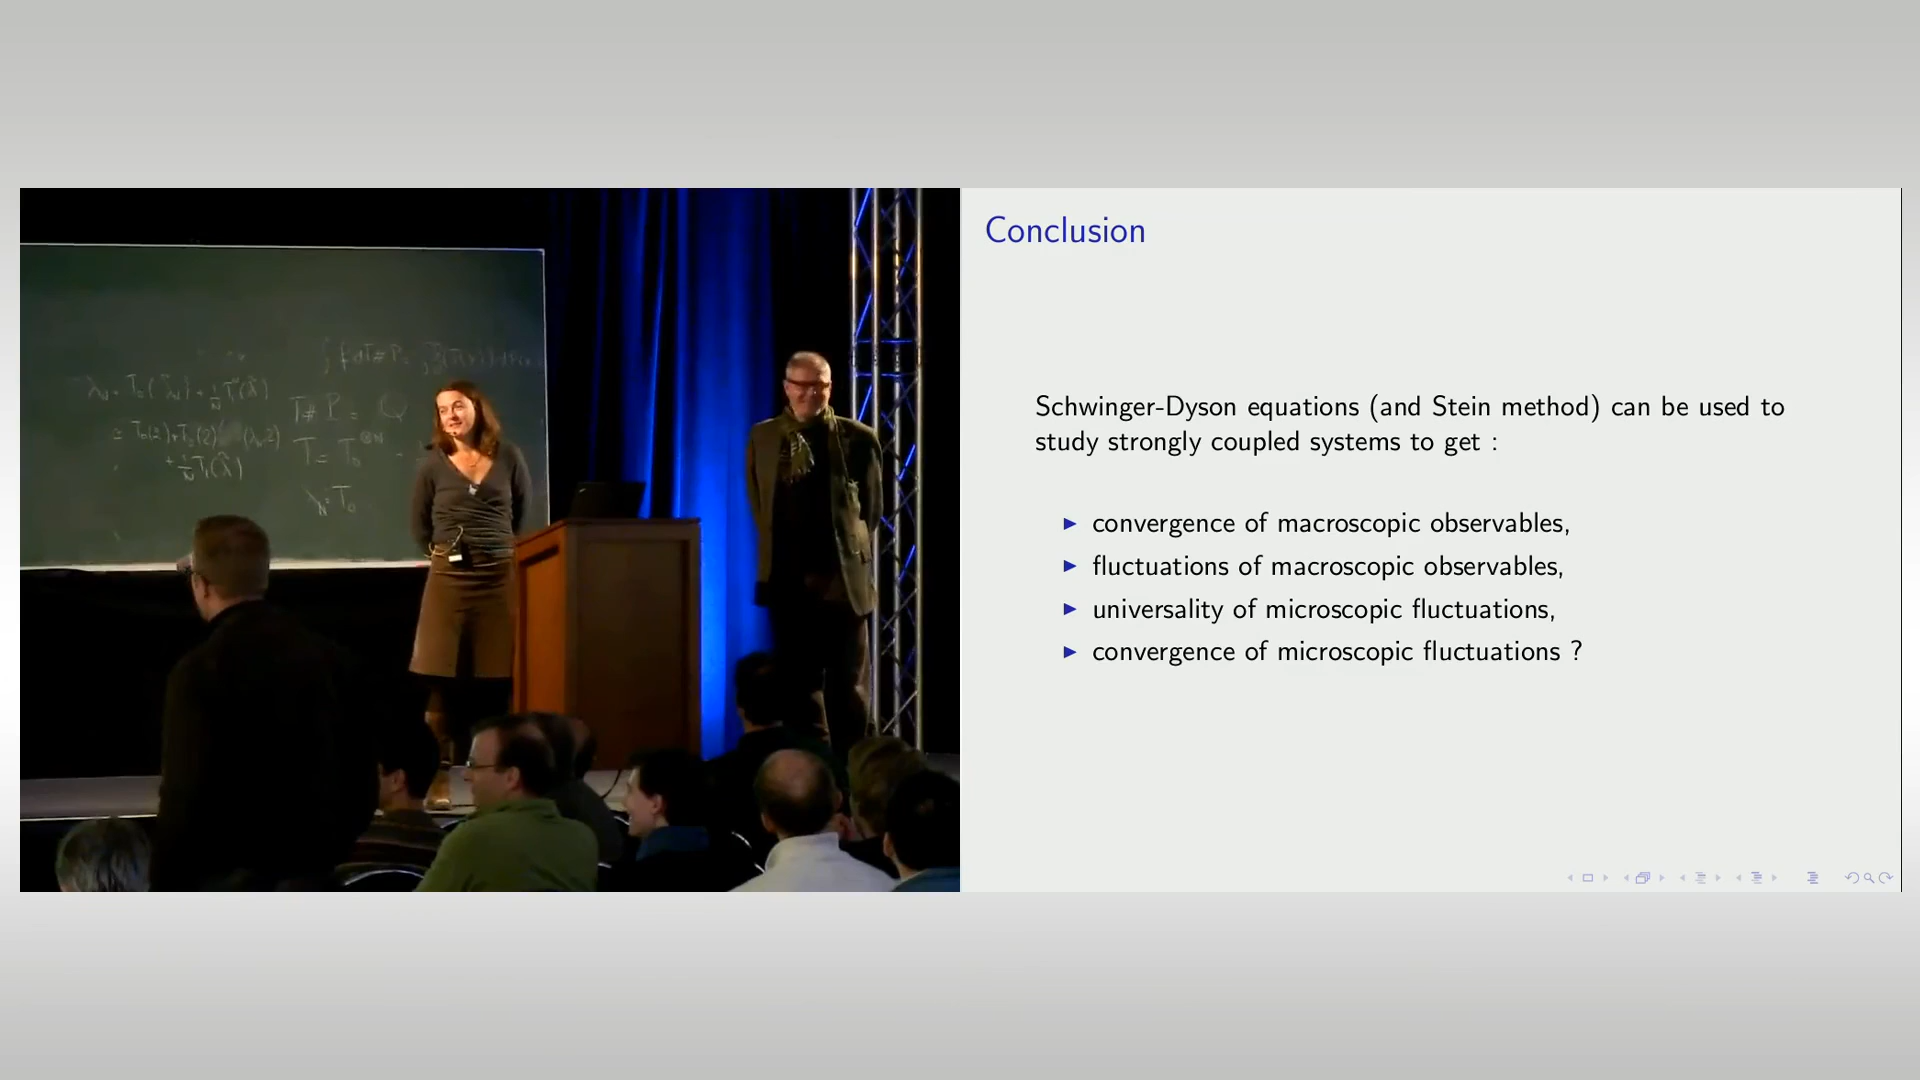 T# P = Q
Conclusion
Schwinger-Dyson equations (and Stein method) can be used to
study strongly coupled systems to get :
▶ convergence of macroscopic observables,
▶ fluctuations of macroscopic observables,
▶ universality of microscopic fluctuations,
▶ convergence of microscopic fluctuations ?